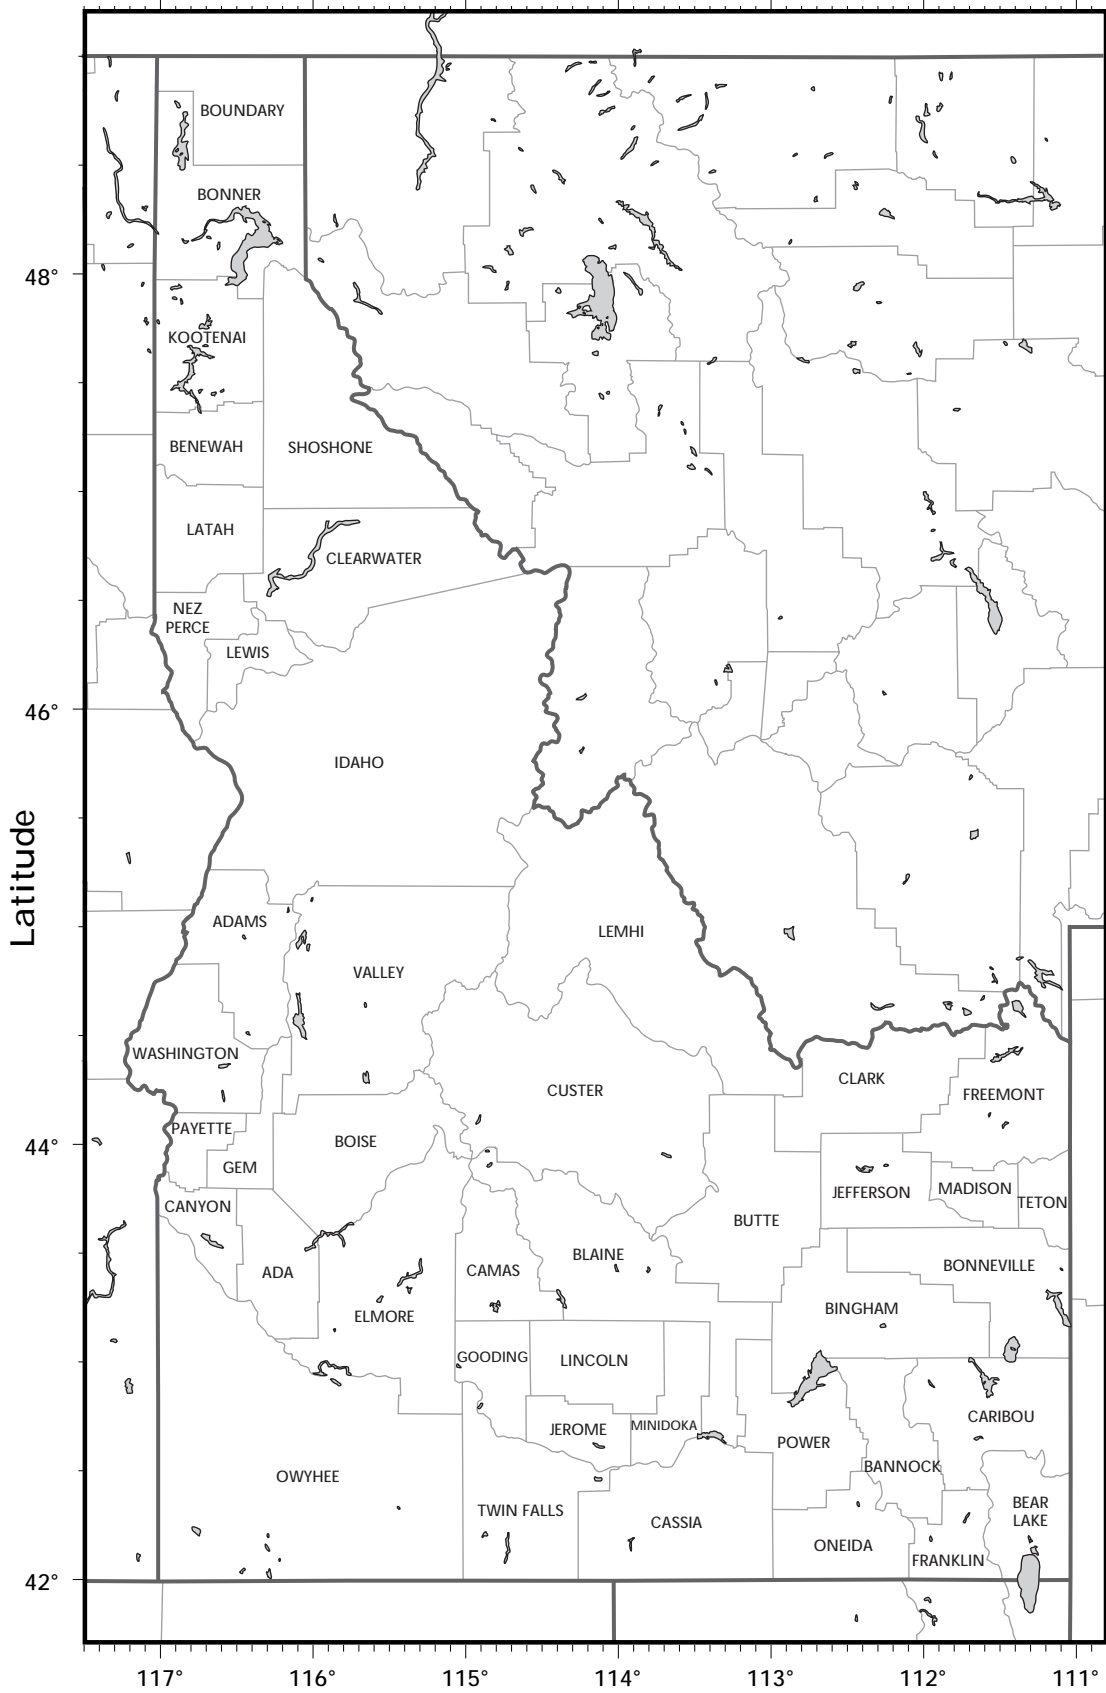 BOUNDARY
BONNER
48°
KOOTENAI
BENEWAH
SHOSHONE
LATAH
CLEARWATER
NEZ
PERCE
LEWIS
46°
IDAHO
Latitude
ADAMS
LEMHI
VALLEY
WASHINGTON
CLARK
CUSTER
FREEMONT
PAYETTE
44°
BOISE
GEM
JEFFERSON
MADISON
TETON
CANYON
BUTTE
BLAINE
BONNEVILLE
ADA
CAMAS
BINGHAM
ELMORE
GOODING
LINCOLN
CARIBOU
JEROME
MINIDOKA
POWER
BANNOCK
OWYHEE
TWIN FALLS
CASSIA
BEAR
LAKE
ONEIDA
FRANKLIN
42°
117°
116°
115°
114°
113°
112°
111°